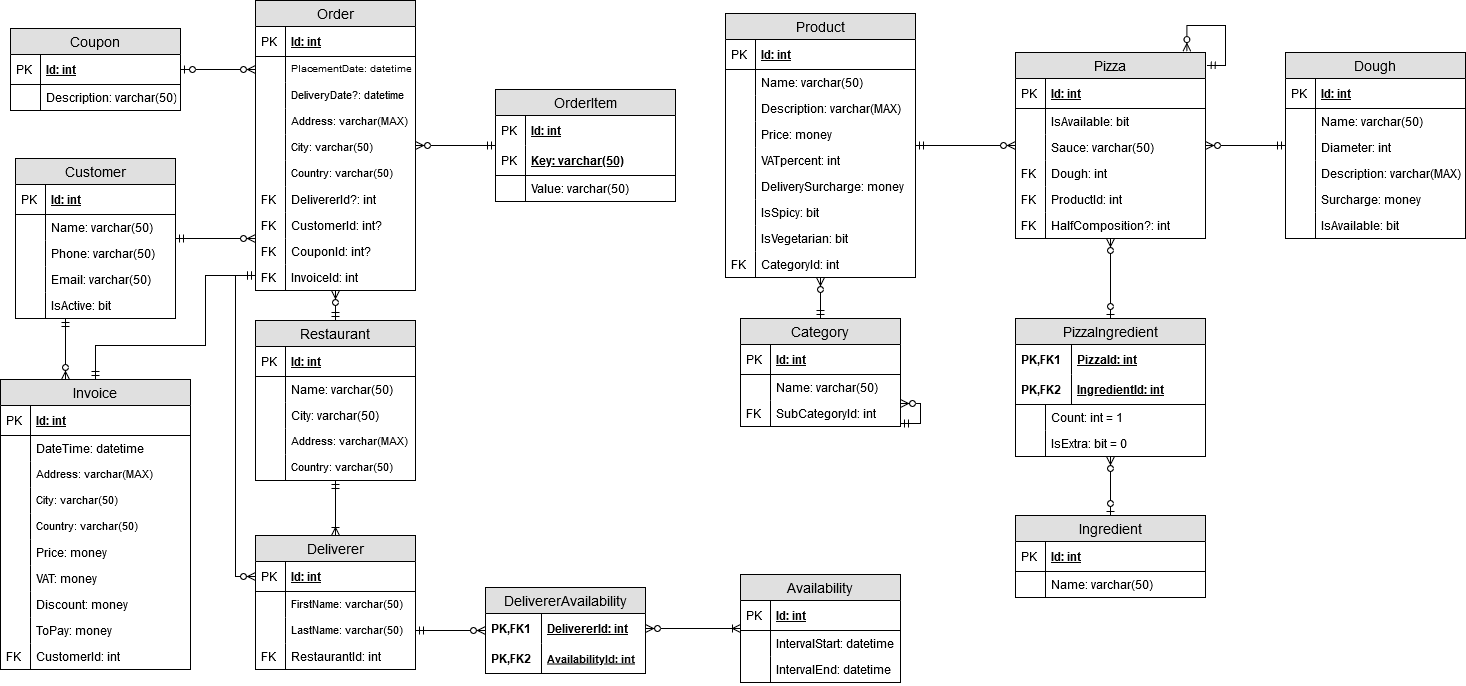 Coupon
PK Id: int
Description: varchar(50)
Order
PK Id: int
PlacementDate: datetime
DeliveryDate?: datetime
Address: varchar(MAX)
City: varchar(50)
Country: varchar(50)
FK DelivererId?: int
FK CustomerId: int?
FK CouponId: int?
FK InvoiceId: int
OrderItem
PK Id: int
PK Key: varchar(50)
Value: varchar(50)
Customer
PK Id: int
Name: varchar(50)
Phone: varchar(50)
Email: varchar(50)
IsActive: bit
Restaurant
PK Id: int
Name: varchar(50)
City: varchar(50)
Address: varchar(MAX)
Country: varchar(50)
Invoice
PK Id: int
DateTime: datetime
Address: varchar(MAX)
City: varchar(50)
Country: varchar(50)
Price: money
VAT: money
Discount: money
ToPay: money
FK CustomerId: int
Deliverer
PK Id: int
FirstName: varchar(50)
LastName: varchar(50)
FK RestaurantId: int
DelivererAvailability
PK,FK1 DelivererId: int
PK,FK2 AvailabilityId: int
Availability
PK Id: int
IntervalStart: datetime
IntervalEnd: datetime
Product
PK Id: int
Name: varchar(50)
Description: varchar(MAX)
Price: money
VATpercent: int
DeliverySurcharge: money
IsSpicy: bit
IsVegetarian: bit
FK CategoryId: int
Category
PK Id: int
Name: varchar(50)
FK SubCategoryId: int
Pizza
PK Id: int
IsAvailable: bit
Sauce: varchar(50)
FK Dough: int
FK ProductId: int
FK HalfComposition?: int
Dough
PK Id: int
Name: varchar(50)
Diameter: int
Description: varchar(MAX)
Surcharge: money
IsAvailable: bit
PizzaIngredient
PK,FK1 PizzaId: int
PK,FK2 IngredientId: int
Count: int = 1
IsExtra: bit = 0
Ingredient
PK Id: int
Name: varchar(50)